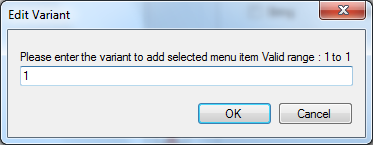 Edit Variant
Please enter the variant to add selected menu item Valid range : 1 to 1
1
OK
Cancel